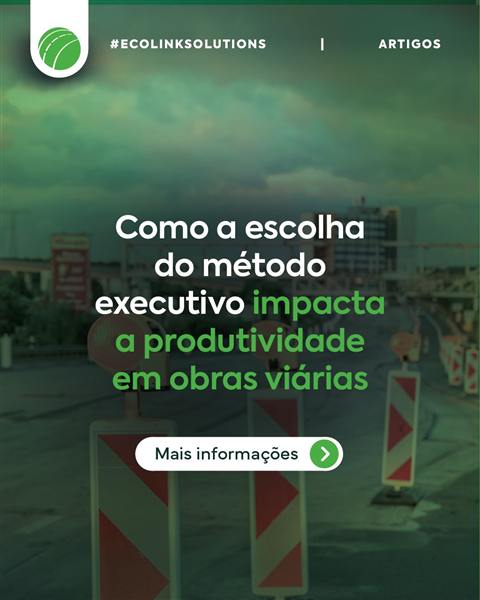 #ECOLINKSOLUTIONS | ARTIGOS
Como a escolha
do método
executivo impacta
a produtividade
em obras viárias
Mais informações